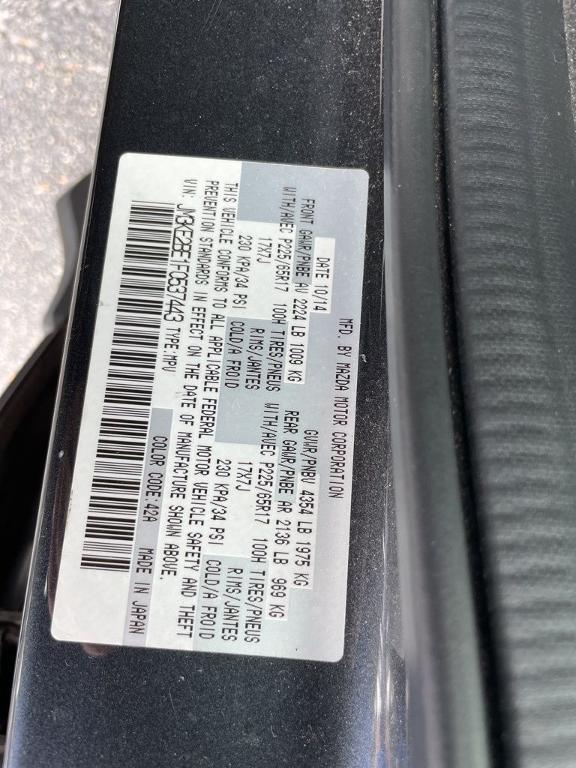 MFD. BY MAZDA MOTOR CORPORATION
DATE 10/14 GVWR/PNBV 4354 LB 1975 KG
FRONT GAWR/PNBE AV 2224 LB 1009 KG REAR GAWR/PNBE AR 2136 LB 969 KG
WITH/AVEC P225/65R17 100H TIRES/PNEUS WITH/AVEC P225/65R17 100H TIRES/PNEUS
17X7J RIMS/JANTES 17X7J RIMS/JANTES
230 KPA/34 PSI COLD/A FROID 230 KPA/34 PSI COLD/A FROID
THIS VEHICLE CONFORMS TO ALL APPLICABLE FEDERAL MOTOR VEHICLE SAFETY AND THEFT
PREVENTION STANDARDS IN EFFECT ON THE DATE OF MANUFACTURE SHOWN ABOVE.
VIN: JM3KE2BE1F0537443 TYPE:MPV
COLOR CODE:42A MADE IN JAPAN